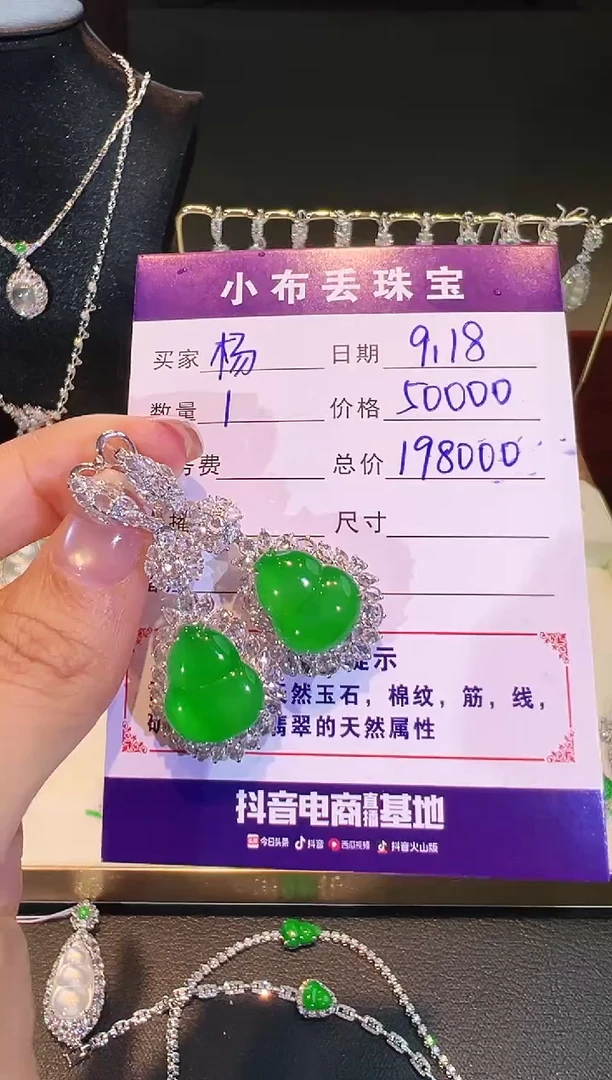 小布丢珠宝
买家 杨 日期 9.18
数量 1 价格 50000
费 总价 198000
尺寸
提示
然玉石，棉纹，筋，线，
翡翠的天然属性
抖音电商直播基地
今日头条 抖音 西瓜视频 抖音火山版